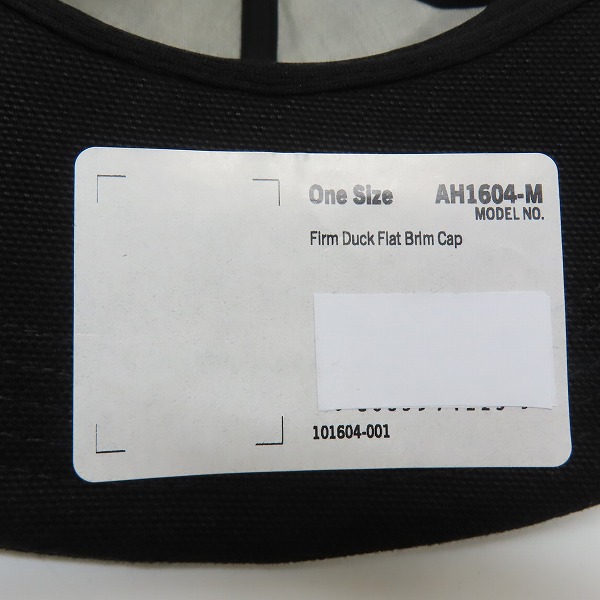 One Size AH1604-M
MODEL NO.
Firm Duck Flat Brim Cap
101604-001